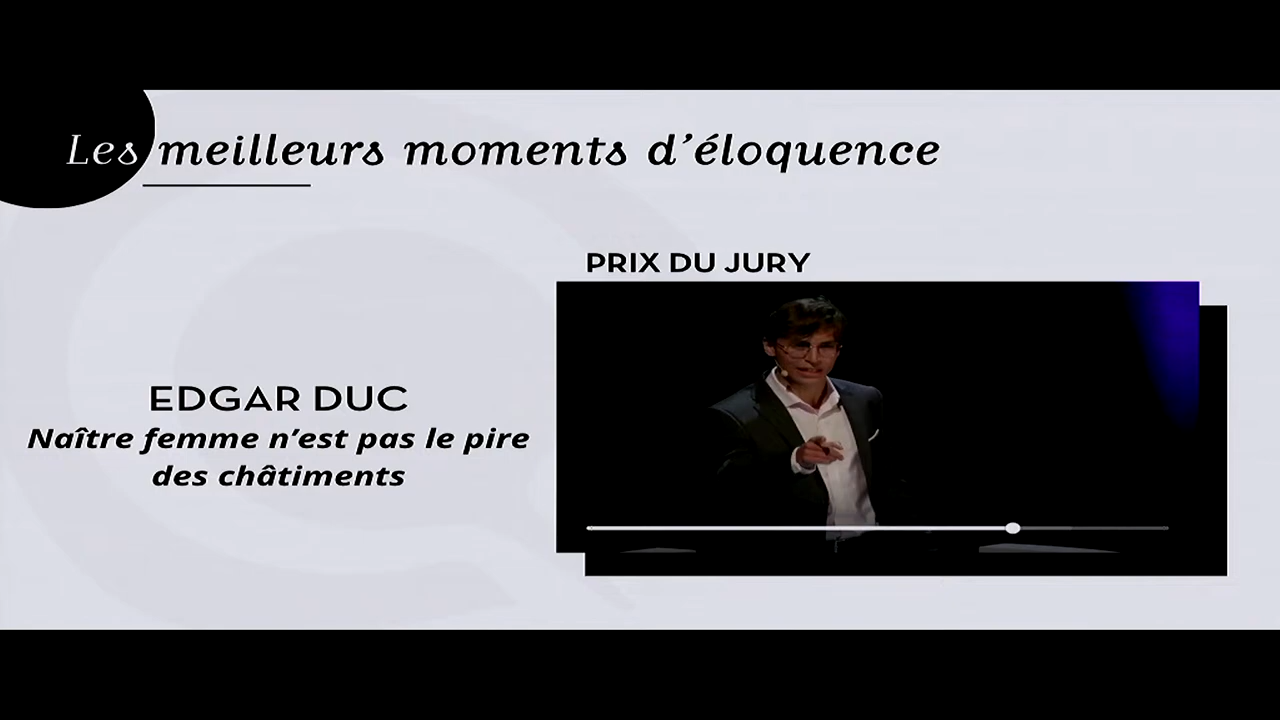 Les meilleurs moments d’éloquence
PRIX DU JURY
EDGAR DUC
Naître femme n’est pas le pire
des châtiments